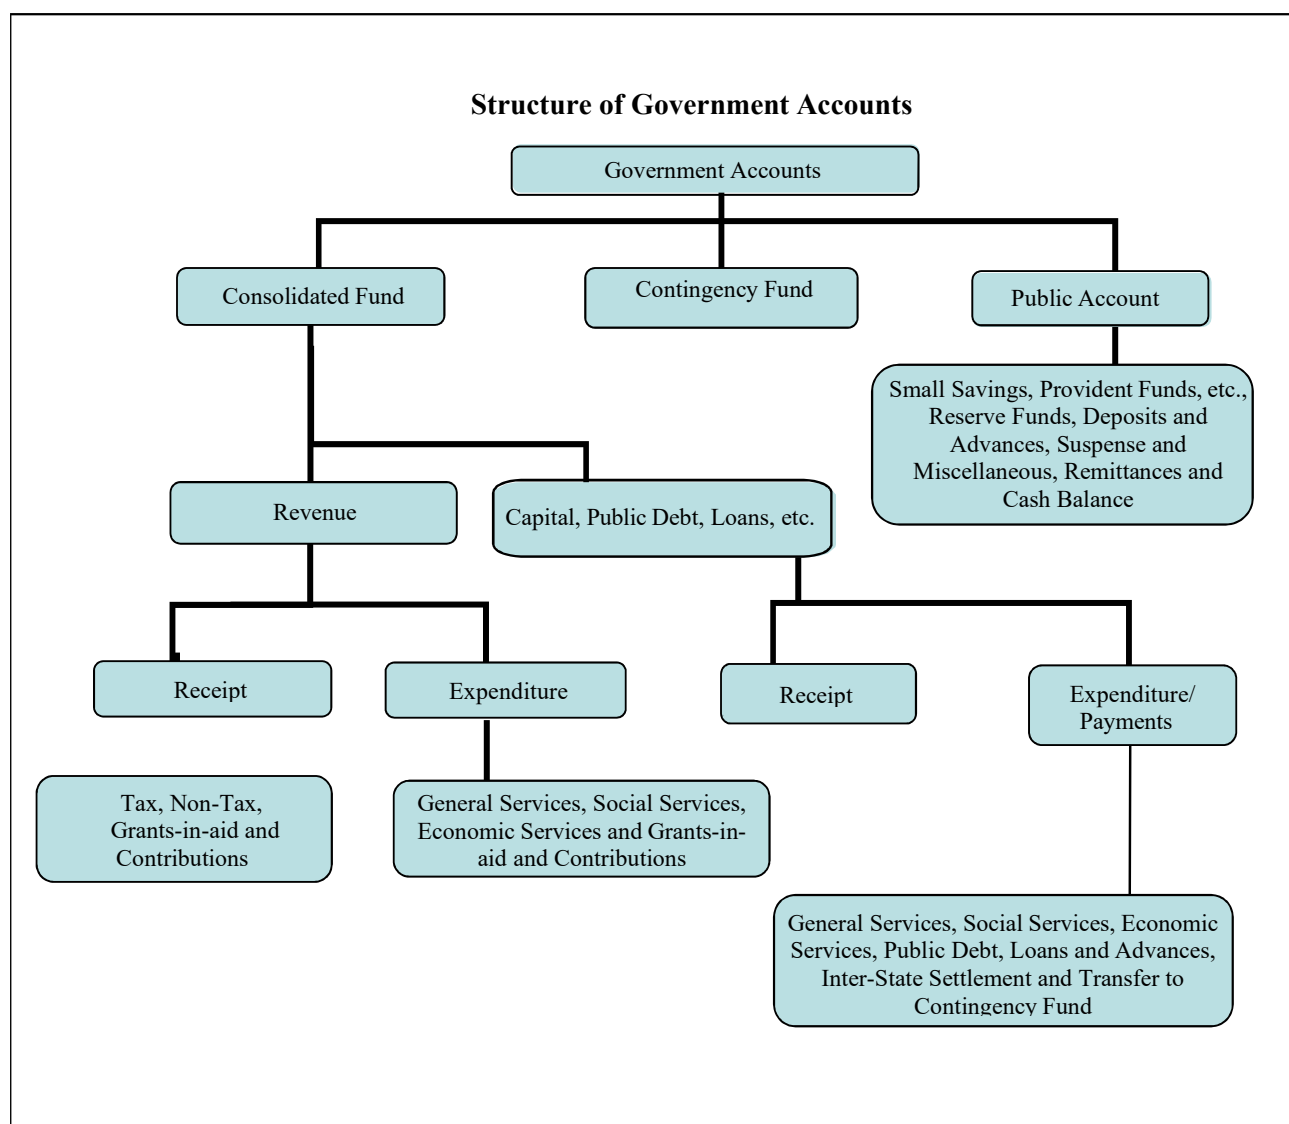 Structure of Government Accounts
Government Accounts
Consolidated Fund
Contingency Fund
Public Account
Small Savings, Provident Funds, etc.,
Reserve Funds, Deposits and
Advances, Suspense and
Miscellaneous, Remittances and
Cash Balance
Revenue
Capital, Public Debt, Loans, etc.
Receipt
Expenditure
Receipt
Expenditure/
Payments
Tax, Non-Tax,
Grants-in-aid and
Contributions
General Services, Social Services,
Economic Services and Grants-in-
aid and Contributions
General Services, Social Services, Economic
Services, Public Debt, Loans and Advances,
Inter-State Settlement and Transfer to
Contingency Fund